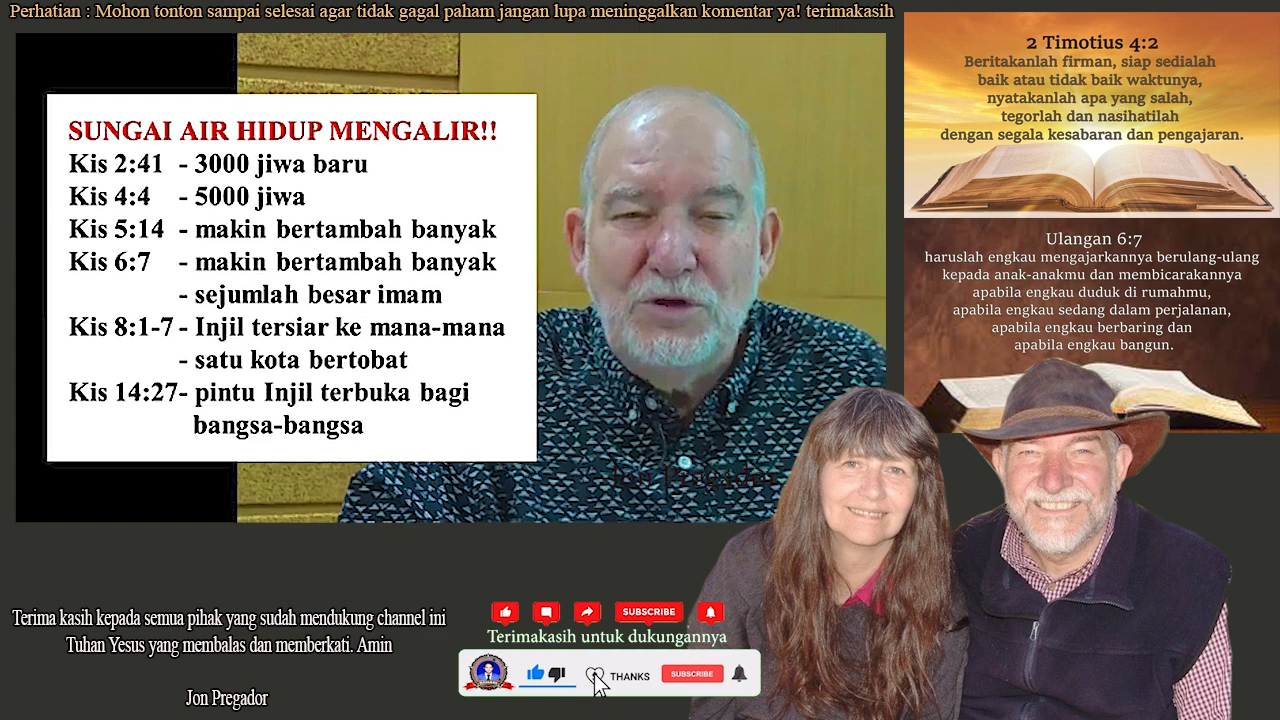 Perhatian : Mohon tonton sampai selesai agar tidak gagal paham jangan lupa meninggalkan komentar ya! terimakasih
SUNGAI AIR HIDUP MENGALIR!!
Kis 2:41 - 3000 jiwa baru
Kis 4:4 - 5000 jiwa
Kis 5:14 - makin bertambah banyak
Kis 6:7 - makin bertambah banyak
- sejumlah besar imam
Kis 8:1-7 - Injil tersiar ke mana-mana
- satu kota bertobat
Kis 14:27- pintu Injil terbuka bagi
bangsa-bangsa
Jon Pregador
2 Timotius 4:2
Beritakanlah firman, siap sedialah
baik atau tidak baik waktunya,
nyatakanlah apa yang salah,
tegorlah dan nasihatilah
dengan segala kesabaran dan pengajaran.
Ulangan 6:7
haruslah engkau mengajarkannya berulang-ulang
kepada anak-anakmu dan membicarakannya
apabila engkau duduk di rumahmu,
apabila engkau sedang dalam perjalanan,
apabila engkau berbaring dan
apabila engkau bangun.
Terima kasih kepada semua pihak yang sudah mendukung channel ini
Tuhan Yesus yang membalas dan memberkati. Amin
Jon Pregador
SUBSCRIBE
Terimakasih untuk dukungannya
THANKS
SUBSCRIBE